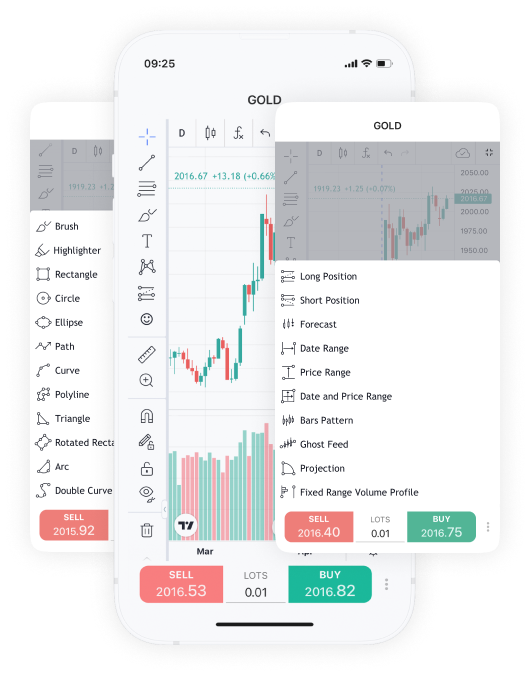 09:25
GOLD
D
2016.67 +13.18 (+0.66%
Mar
SELL
2016.53
LOTS
0.01
BUY
2016.82
D
1919.23 +1.2
Brush
Highlighter
Rectangle
Circle
Ellipse
Path
Curve
Polyline
Triangle
Rotated Recta
Arc
Double Curve
SELL
2015.92
GOLD
D
1919.23 +1.25 (+0.07%)
2050.00
2025.00
2016.67
2000.00
1975.00
1950.00
Long Position
Short Position
Forecast
Date Range
Price Range
Date and Price Range
Bars Pattern
Ghost Feed
Projection
Fixed Range Volume Profile
SELL
2016.40
LOTS
0.01
BUY
2016.75